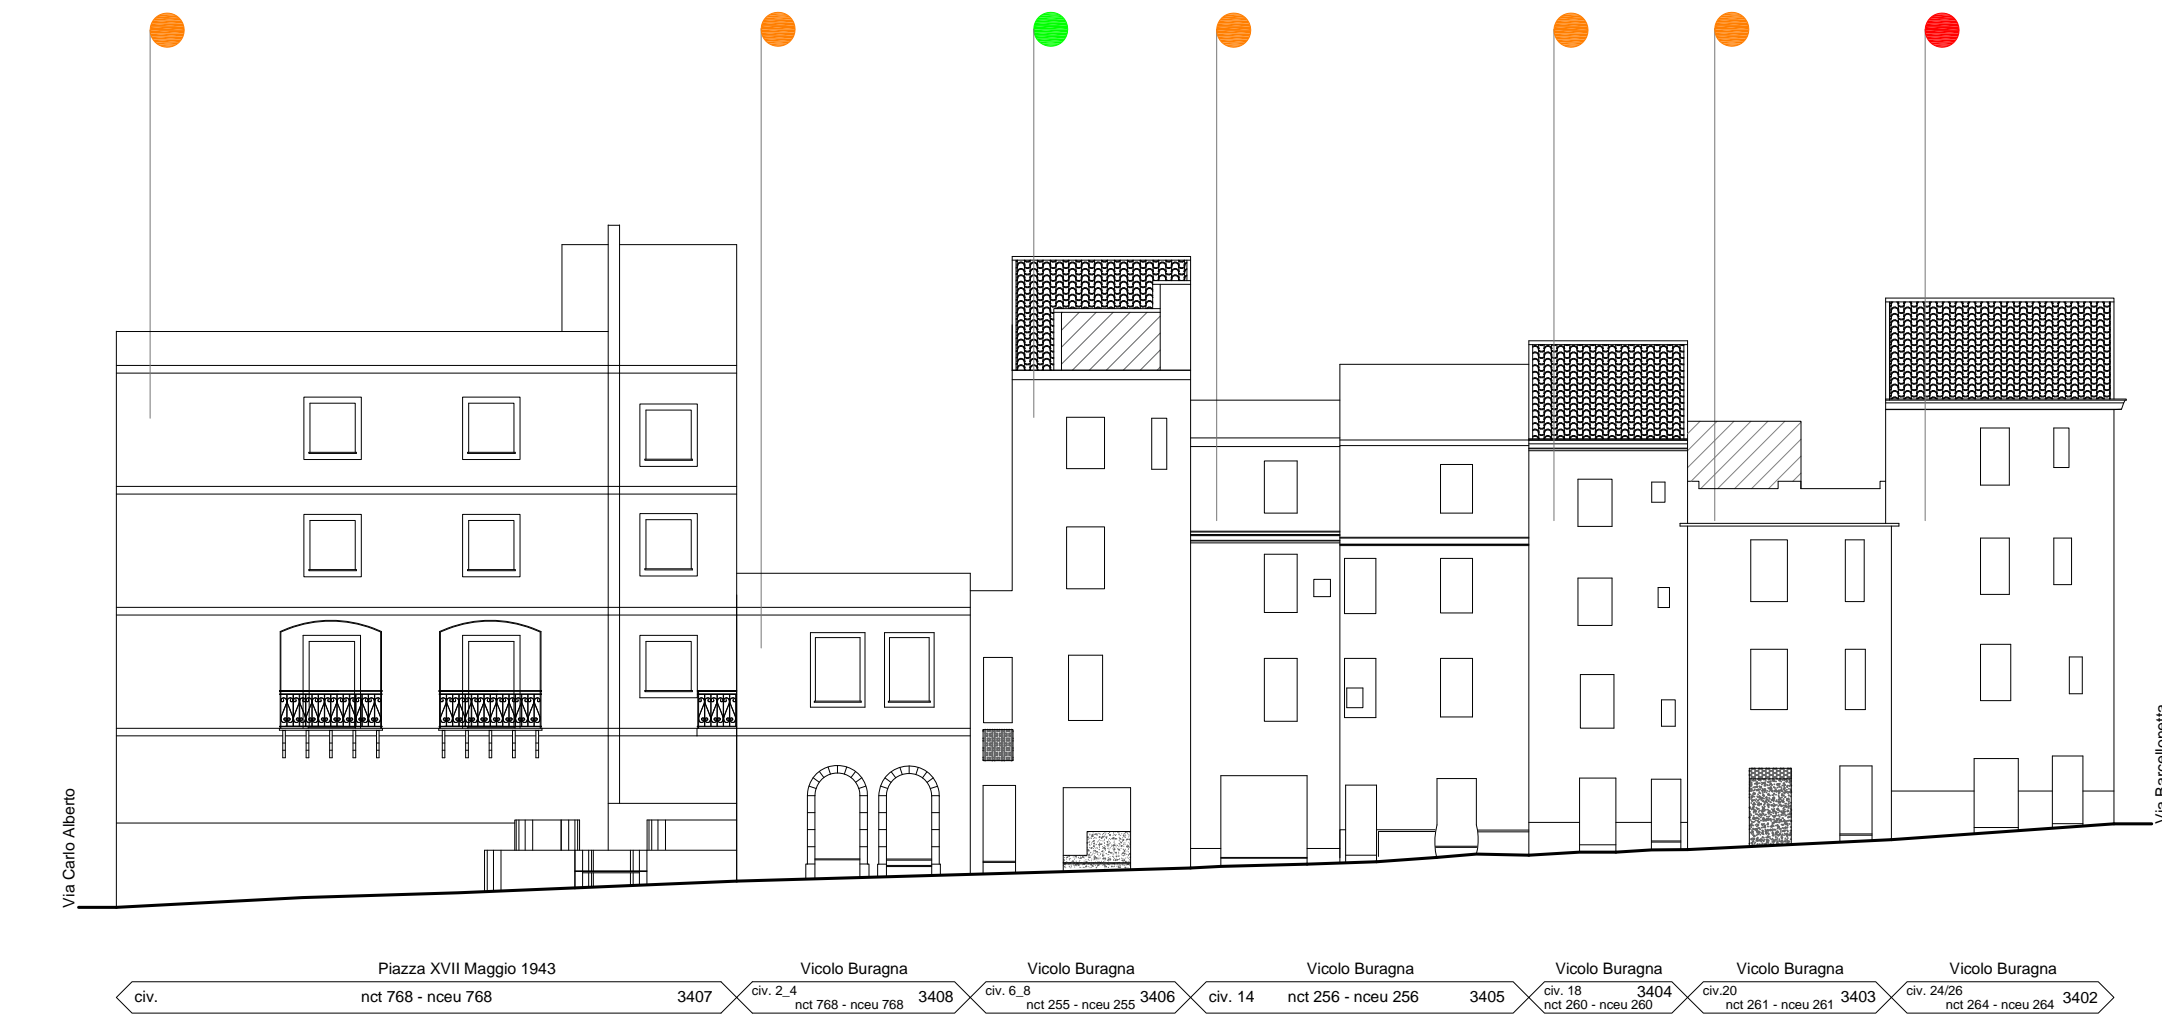 Via Carlo Alberto
Via Barcellonetta
Piazza XVII Maggio 1943
civ. nct 768 - nceu 768 3407
Vicolo Buragna
civ. 2_4
nct 768 - nceu 768 3408
Vicolo Buragna
civ. 6_8
nct 255 - nceu 255 3406
Vicolo Buragna
civ. 14 nct 256 - nceu 256 3405
Vicolo Buragna
civ. 18 3404
nct 260 - nceu 260
Vicolo Buragna
civ.20
nct 261 - nceu 261 3403
Vicolo Buragna
civ. 24/26
nct 264 - nceu 264 3402